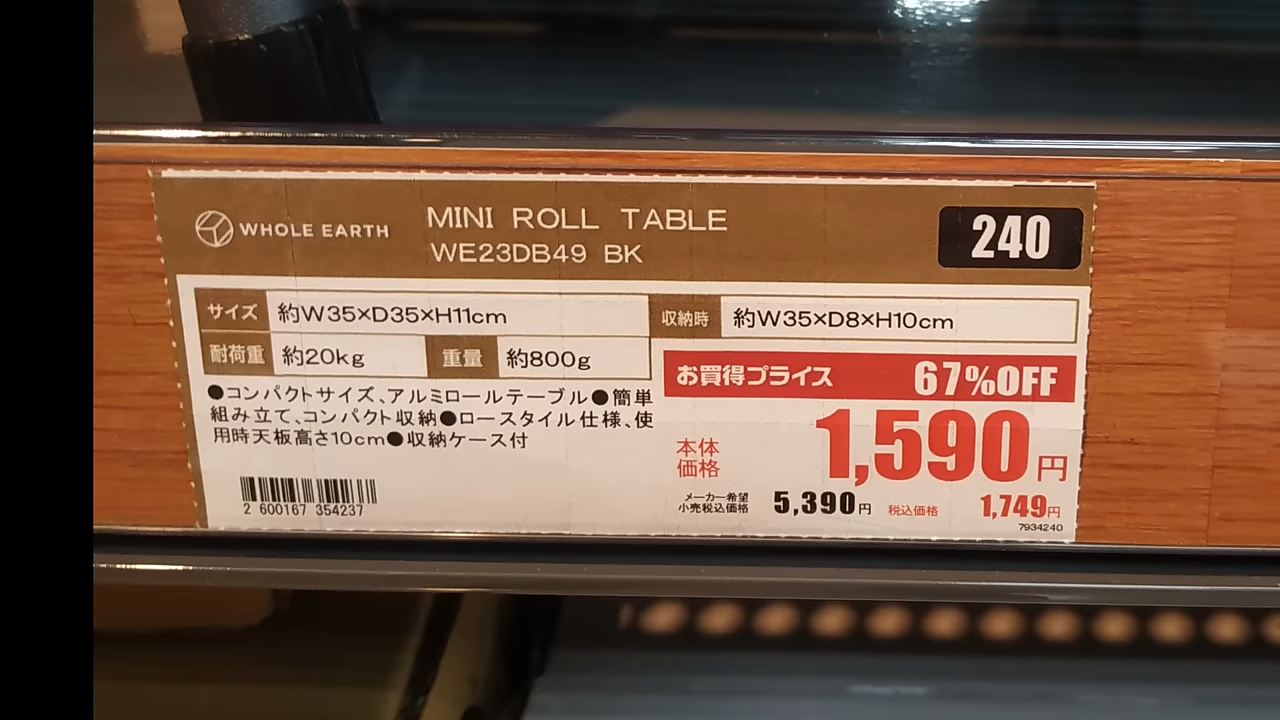 WHOLE EARTH
MINI ROLL TABLE
WE23DB49 BK
240
サイズ 約W35×D35×H11cm 収納時 約W35×D8×H10cm
耐荷重 約20kg 重量 約800g
お買得プライス 67%OFF
●コンパクトサイズ、アルミロールテーブル●簡単
組み立て、コンパクト収納●ロースタイル仕様、使
用時天板高さ10cm●収納ケース付
本体
価格
1,590円
メーカー希望
小売税込価格 5,390円 税込価格 1,749円
2 600167 354237
7934240